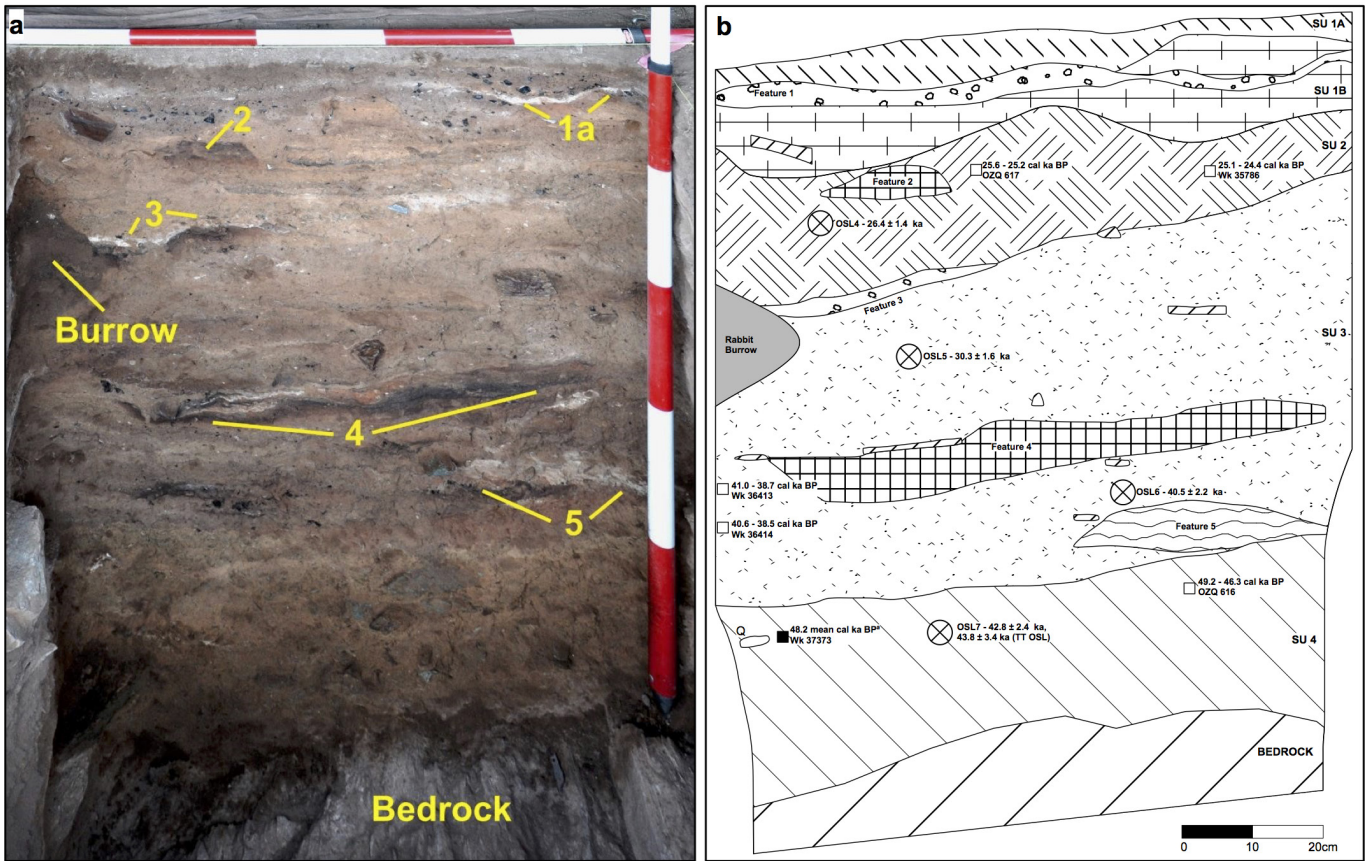 a
1a
2
3
Burrow
4
5
Bedrock
b
SU 1A
Feature 1
SU 1B
SU 2
25.6 - 25.2 cal ka BP
OZQ 617
25.1 - 24.4 cal ka BP
Wk 35786
Feature 2
OSL4 - 26.4 ± 1.4 ka
Feature 3
SU 3
Rabbit
Burrow
OSL5 - 30.3 ± 1.6 ka
Feature 4
41.0 - 38.7 cal ka BP
Wk 36413
OSL6 - 40.5 ± 2.2 ka
40.6 - 38.5 cal ka BP
Wk 36414
Feature 5
49.2 - 46.3 cal ka BP
OZQ 616
Q
48.2 mean cal ka BP*
Wk 37373
OSL7 - 42.8 ± 2.4 ka,
43.8 ± 3.4 ka (TT OSL)
SU 4
BEDROCK
0 10 20cm